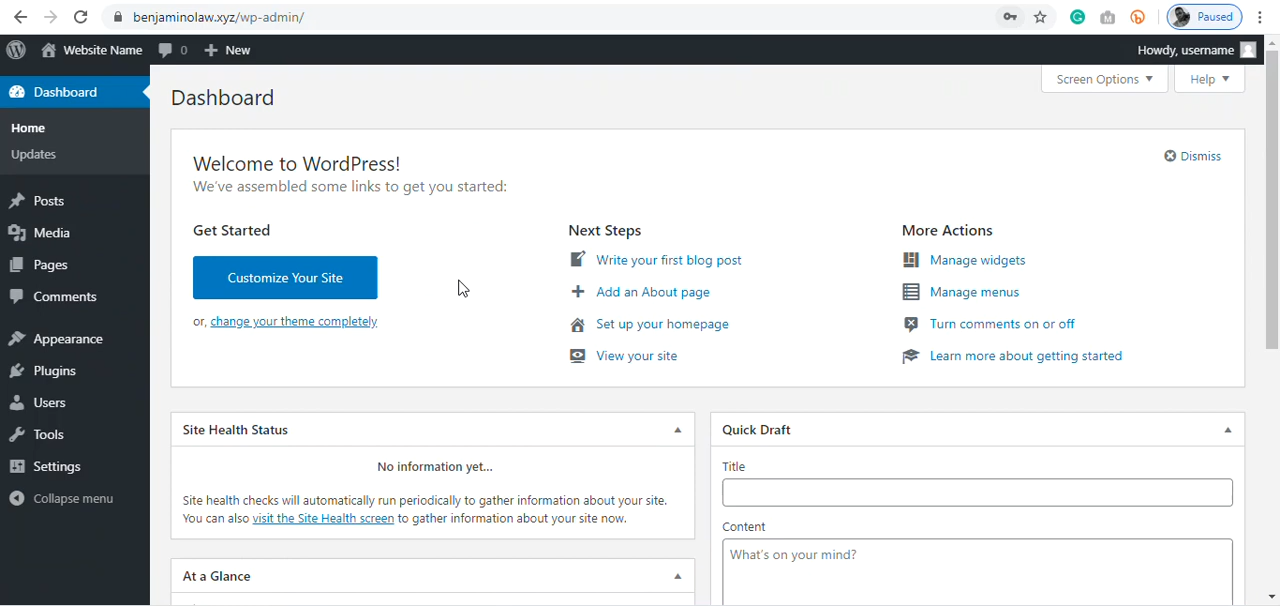 benjaminolaw.xyz/wp-admin/
Paused
Website Name 0 New
Howdy, username
Dashboard
Home
Updates
Posts
Media
Pages
Comments
Appearance
Plugins
Users
Tools
Settings
Collapse menu
Screen Options
Help
Dashboard
Welcome to WordPress!
Dismiss
We've assembled some links to get you started:
Get Started
Customize Your Site
or, change your theme completely
Next Steps
Write your first blog post
Add an About page
Set up your homepage
View your site
More Actions
Manage widgets
Manage menus
Turn comments on or off
Learn more about getting started
Site Health Status
No information yet...
Site health checks will automatically run periodically to gather information about your site.
You can also visit the Site Health screen to gather information about your site now.
At a Glance
Quick Draft
Title
Content
What's on your mind?